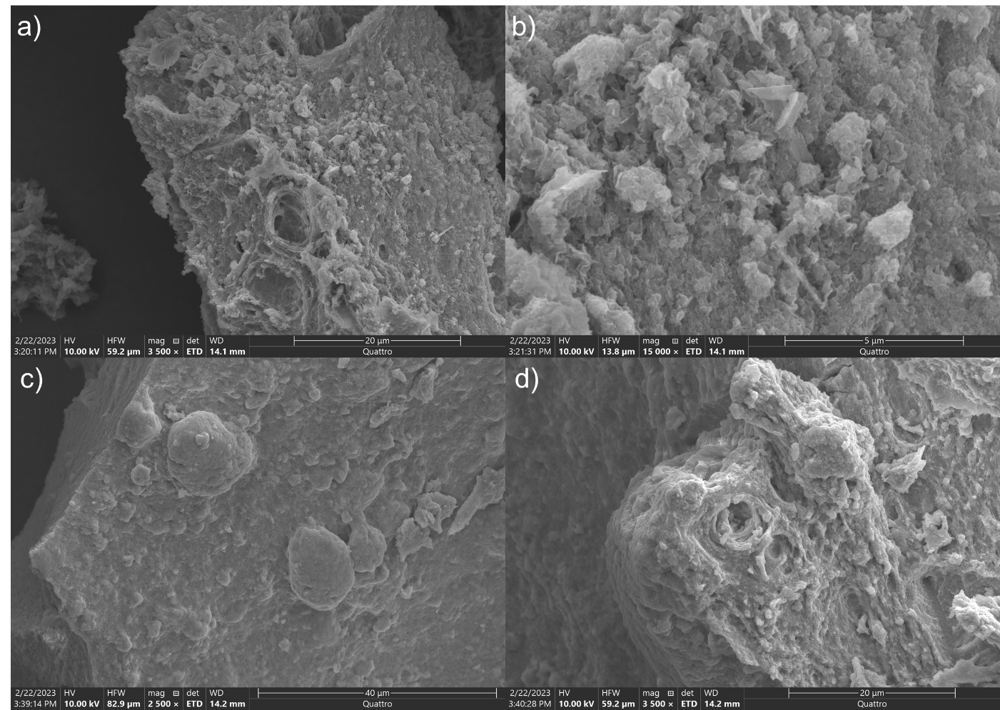 a)
2/22/2023 HV HFW mag ⊞ det WD 20 µm
3:20:11 PM 10.00 kV 59.2 µm 3 500 × ETD 14.1 mm Quattro
b)
2/22/2023 HV HFW mag ⊞ det WD 5 µm
3:21:31 PM 10.00 kV 13.8 µm 15 000 × ETD 14.1 mm Quattro
c)
2/22/2023 HV HFW mag ⊞ det WD 40 µm
3:39:14 PM 10.00 kV 82.9 µm 2 500 × ETD 14.2 mm Quattro
d)
2/22/2023 HV HFW mag ⊞ det WD 20 µm
3:40:28 PM 10.00 kV 59.2 µm 3 500 × ETD 14.2 mm Quattro